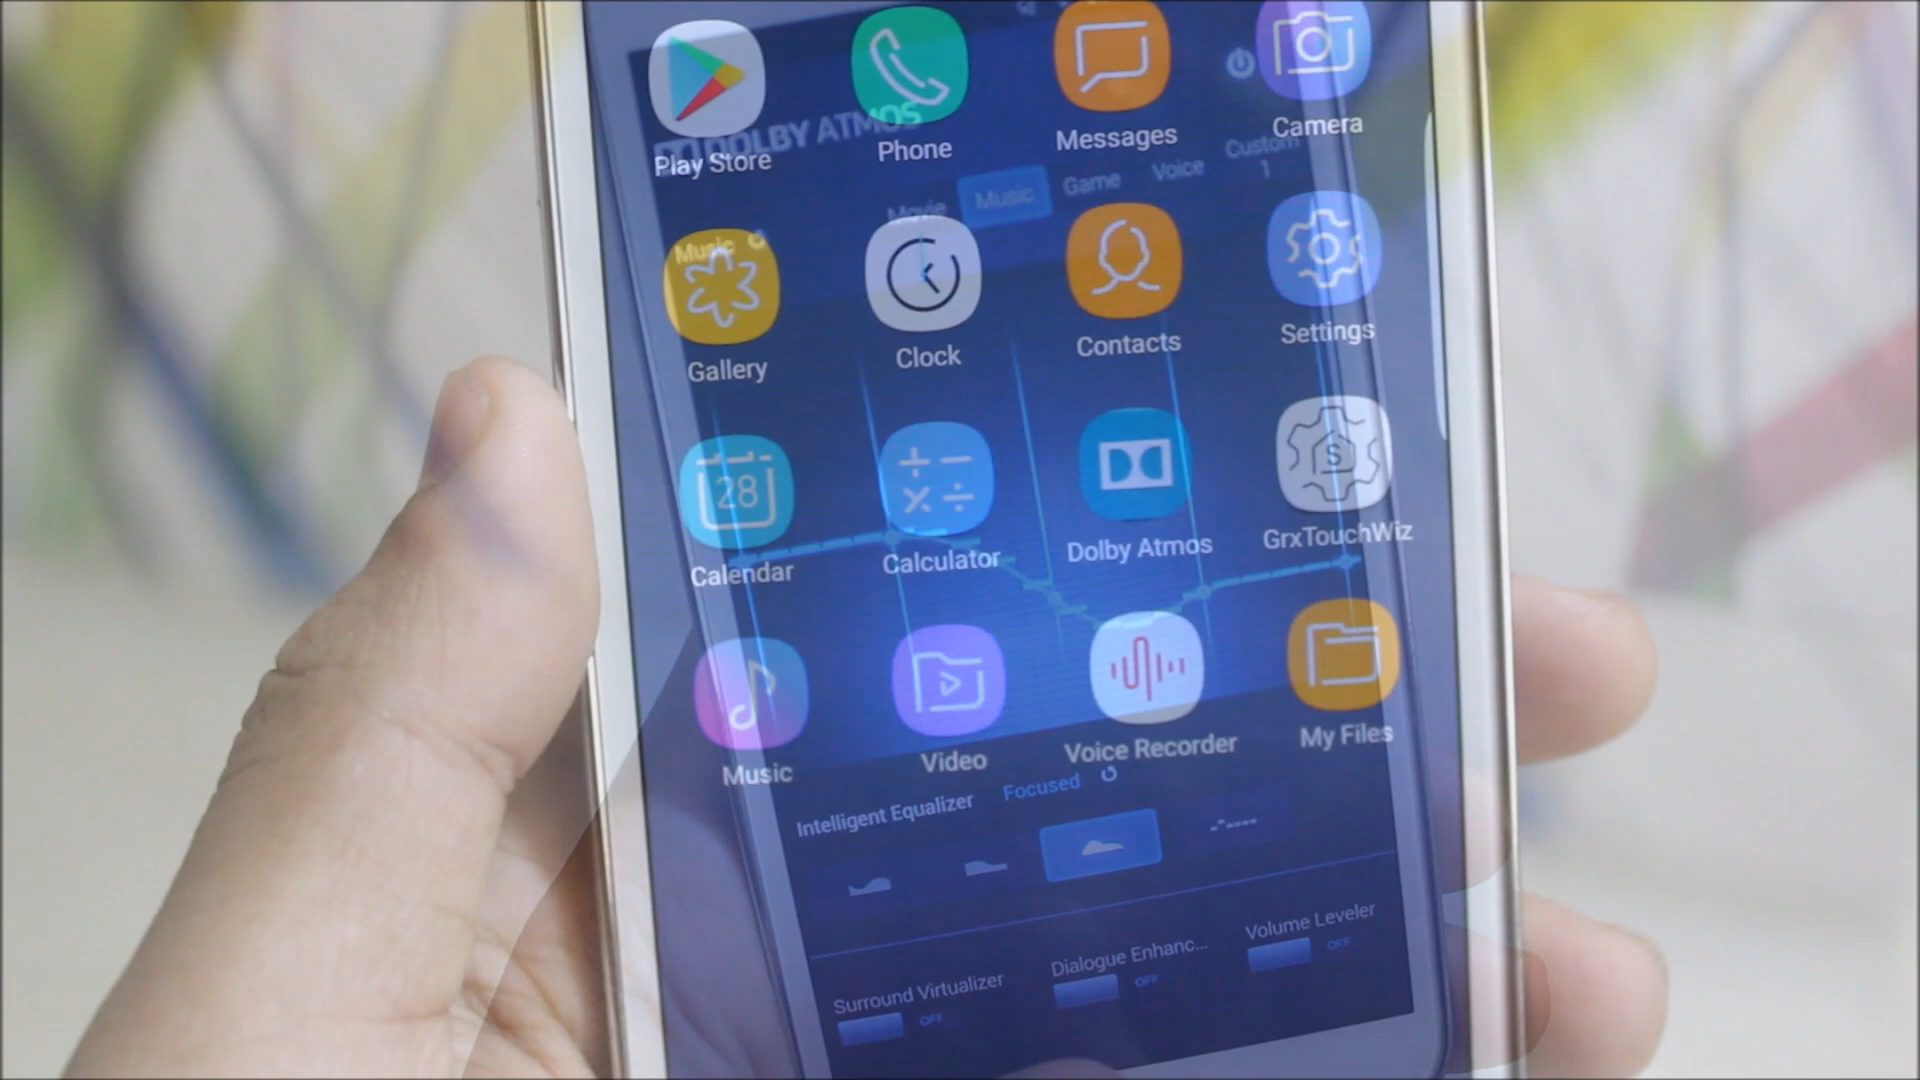 Play Store
Phone
Messages
Camera
DOLBY ATMOS
Movie
Music
Game
Voice
Custom
1
Music
Gallery
Clock
Contacts
Settings
28
S
Calendar
Calculator
Dolby Atmos
GrxTouchWiz
Music
Video
Voice Recorder
My Files
Intelligent Equalizer
Focused
Surround Virtualizer
OFF
Dialogue Enhanc...
OFF
Volume Leveler
OFF